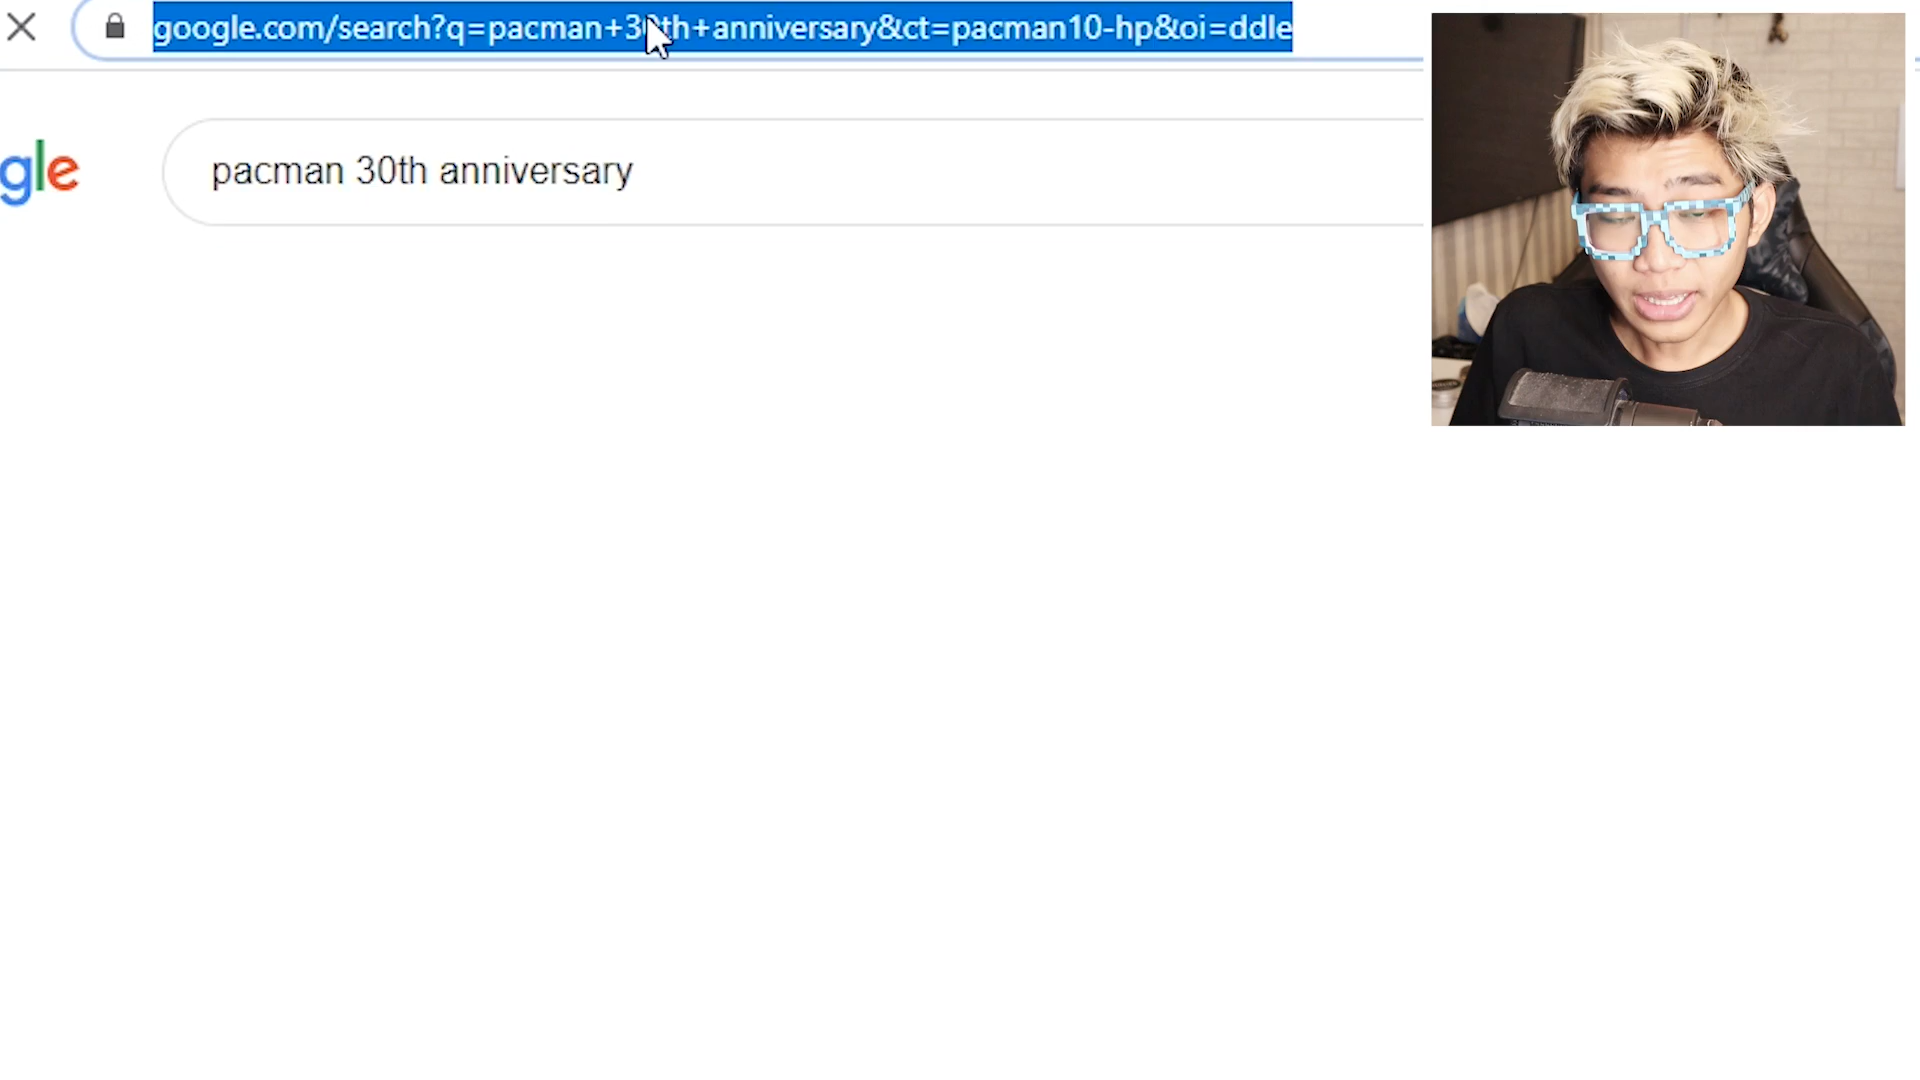 google.com/search?q=pacman+30th+anniversary&ct=pacman10-hp&oi=ddle
gle
pacman 30th anniversary